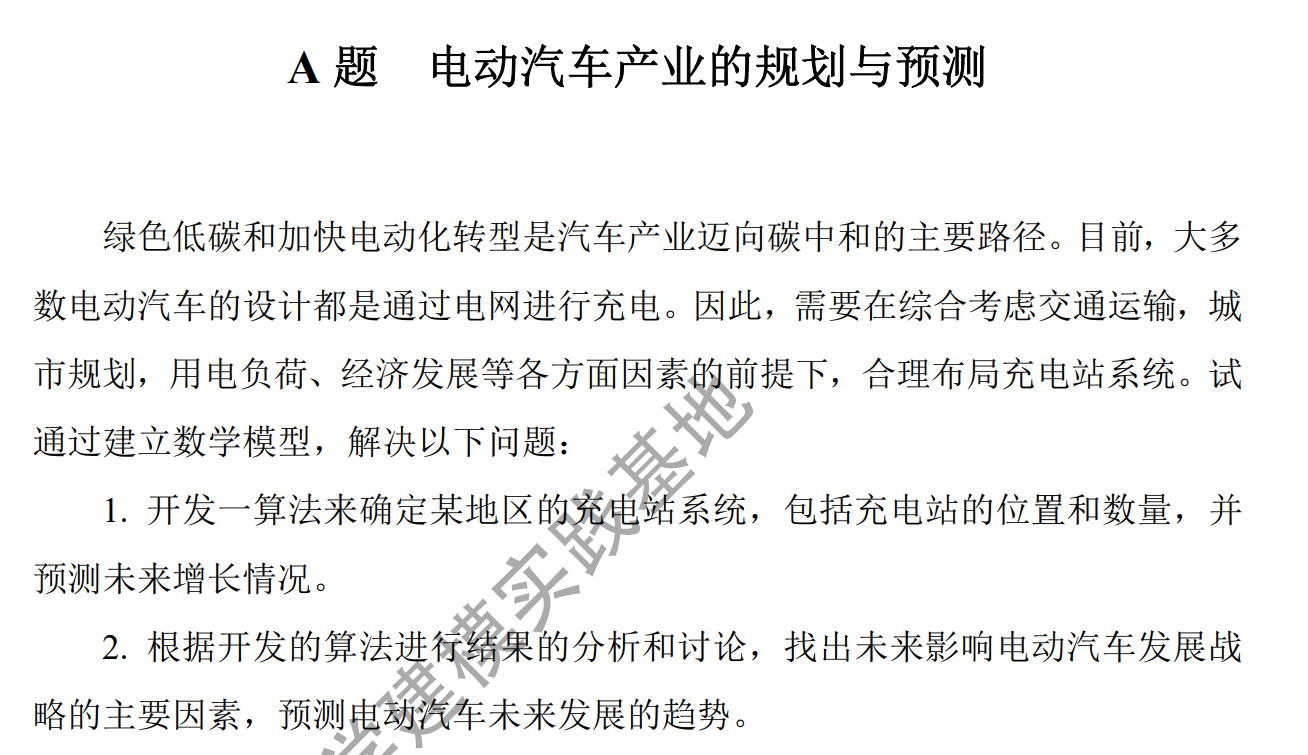 A 题 电动汽车产业的规划与预测
绿色低碳和加快电动化转型是汽车产业迈向碳中和的主要路径。目前，大多
数电动汽车的设计都是通过电网进行充电。因此，需要在综合考虑交通运输，城
市规划，用电负荷、经济发展等各方面因素的前提下，合理布局充电站系统。试
通过建立数学模型，解决以下问题：
1. 开发一算法来确定某地区的充电站系统，包括充电站的位置和数量，并
预测未来增长情况。
2. 根据开发的算法进行结果的分析和讨论，找出未来影响电动汽车发展战
略的主要因素，预测电动汽车未来发展的趋势。
学建模实践基地